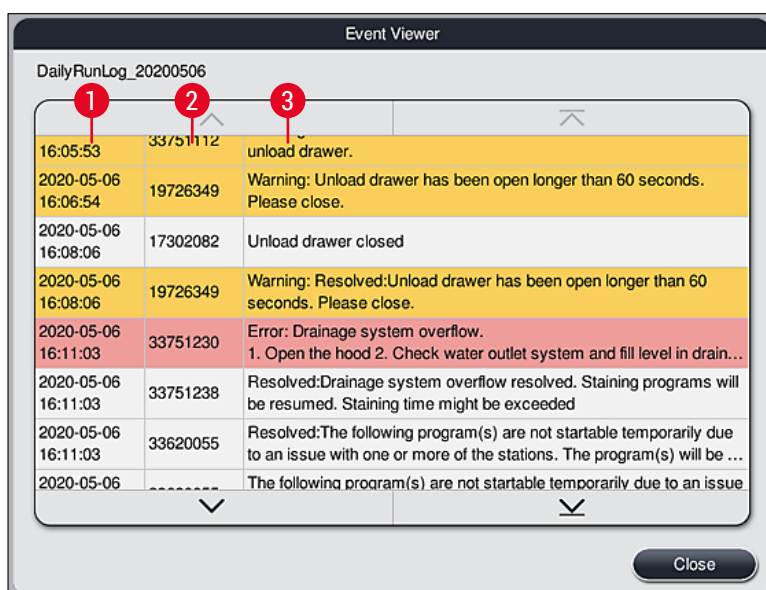 Event Viewer
DailyRunLog_20200506
1 2 3
16:05:53 33751112 unload drawer.
2020-05-06 19726349 Warning: Unload drawer has been open longer than 60 seconds.
16:06:54 Please close.
2020-05-06 17302082 Unload drawer closed
16:08:06
2020-05-06 19726349 Warning: Resolved:Unload drawer has been open longer than 60
16:08:06 seconds. Please close.
2020-05-06 33751230 Error: Drainage system overflow.
16:11:03 1. Open the hood 2. Check water outlet system and fill level in drain...
2020-05-06 33751238 Resolved:Drainage system overflow resolved. Staining programs will
16:11:03 be resumed. Staining time might be exceeded
2020-05-06 33620055 Resolved:The following program(s) are not startable temporarily due
16:11:03 to an issue with one or more of the stations. The program(s) will be ...
2020-05-06 The following program(s) are not startable temporarily due to an issue
Close